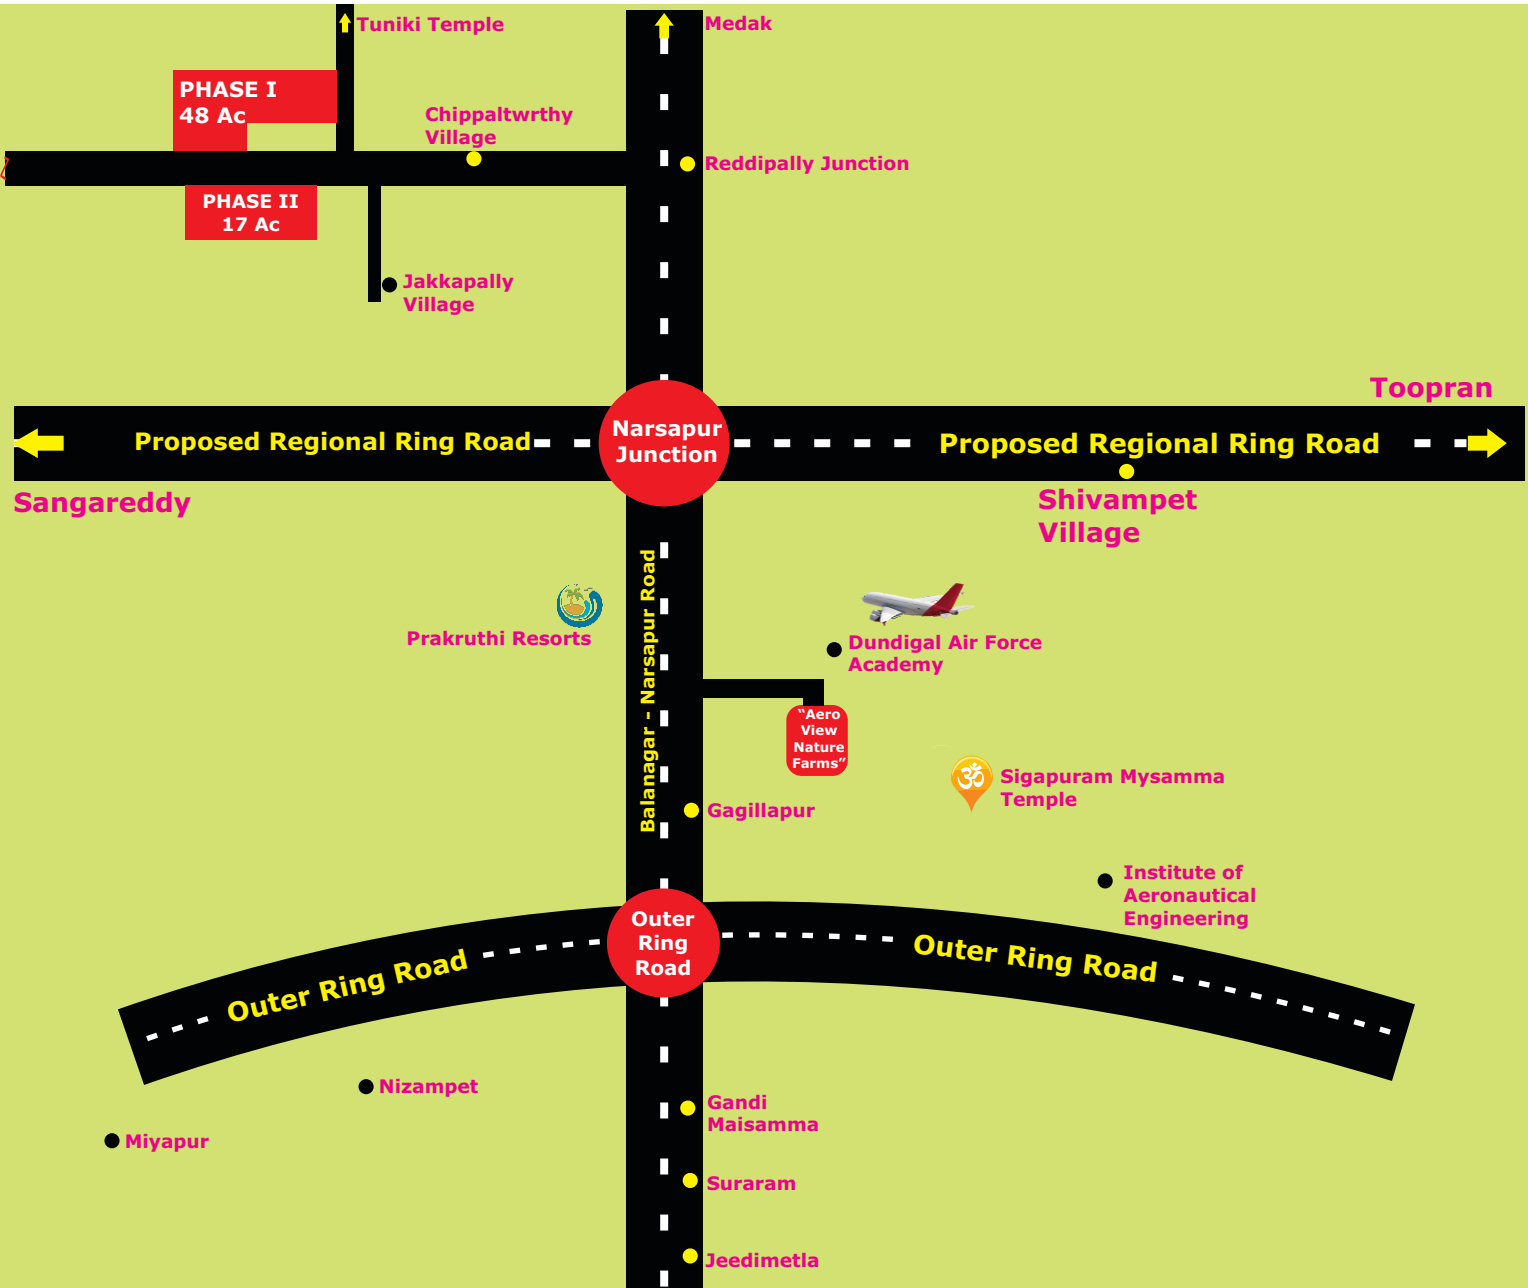 Tuniki Temple
Medak
PHASE I
48 Ac
Chippaltwrthy
Village
Reddipally Junction
PHASE II
17 Ac
Jakkapally
Village
Toopran
Proposed Regional Ring Road
Narsapur
Junction
Proposed Regional Ring Road
Sangareddy
Shivampet
Village
Balanagar - Narsapur Road
Prakruthi Resorts
Dundigal Air Force
Academy
"Aero
View
Nature
Farms"
ॐ
Sigapuram Mysamma
Temple
Gagillapur
Institute of
Aeronautical
Engineering
Outer
Ring
Road
Outer Ring Road
Outer Ring Road
Nizampet
Miyapur
Gandi
Maisamma
Suraram
Jeedimetla